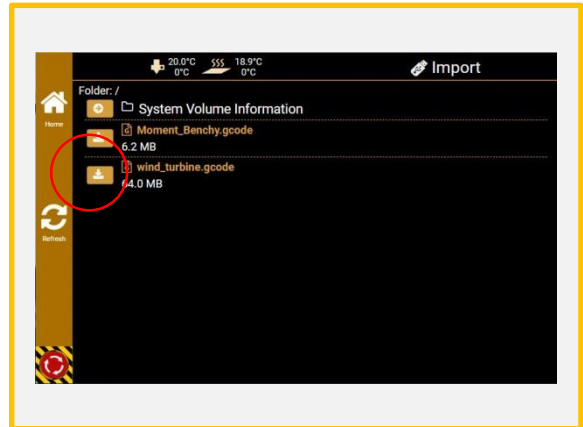 20.0°C 18.9°C Import
0°C 0°C
Folder: /
System Volume Information
Home
Moment_Benchy.gcode
6.2 MB
wind_turbine.gcode
64.0 MB
Refresh